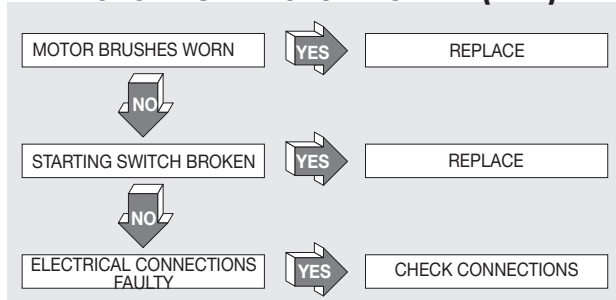 MOTOR BRUSHES WORN YES REPLACE
NO
STARTING SWITCH BROKEN YES REPLACE
NO
ELECTRICAL CONNECTIONS
FAULTY YES CHECK CONNECTIONS